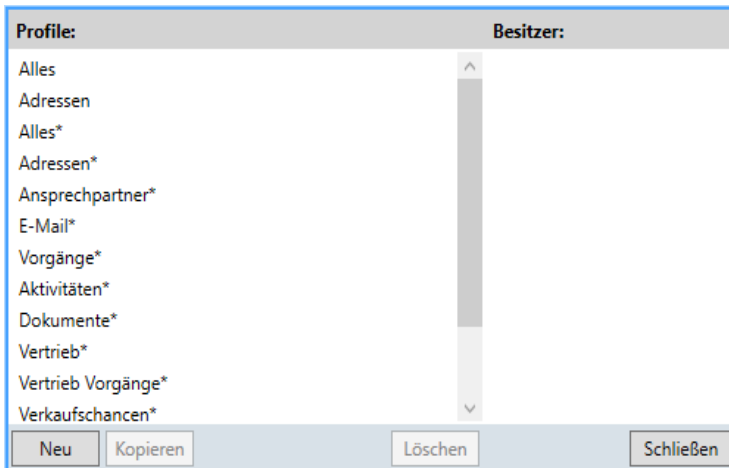 Profile: Besitzer:
Alles
Adressen
Alles*
Adressen*
Ansprechpartner*
E-Mail*
Vorgänge*
Aktivitäten*
Dokumente*
Vertrieb*
Vertrieb Vorgänge*
Verkaufschancen*
Neu Kopieren Löschen Schließen